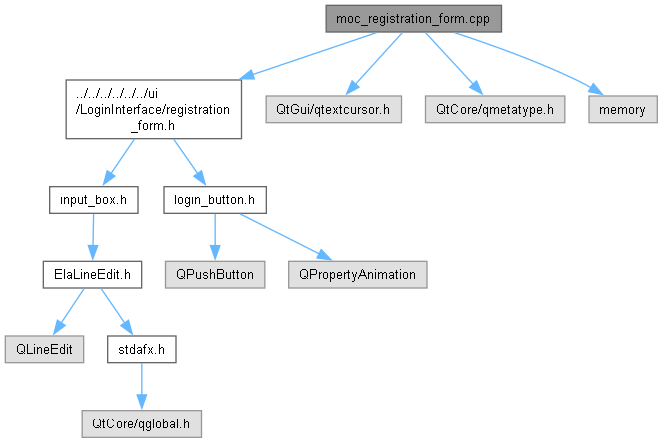 moc_registration_form.cpp
../../../../../../ui
/LoginInterface/registration
_form.h
QtGui/qtextcursor.h
QtCore/qmetatype.h
memory
input_box.h
login_button.h
ElaLineEdit.h
QPushButton
QPropertyAnimation
QLineEdit
stdafx.h
QtCore/qglobal.h